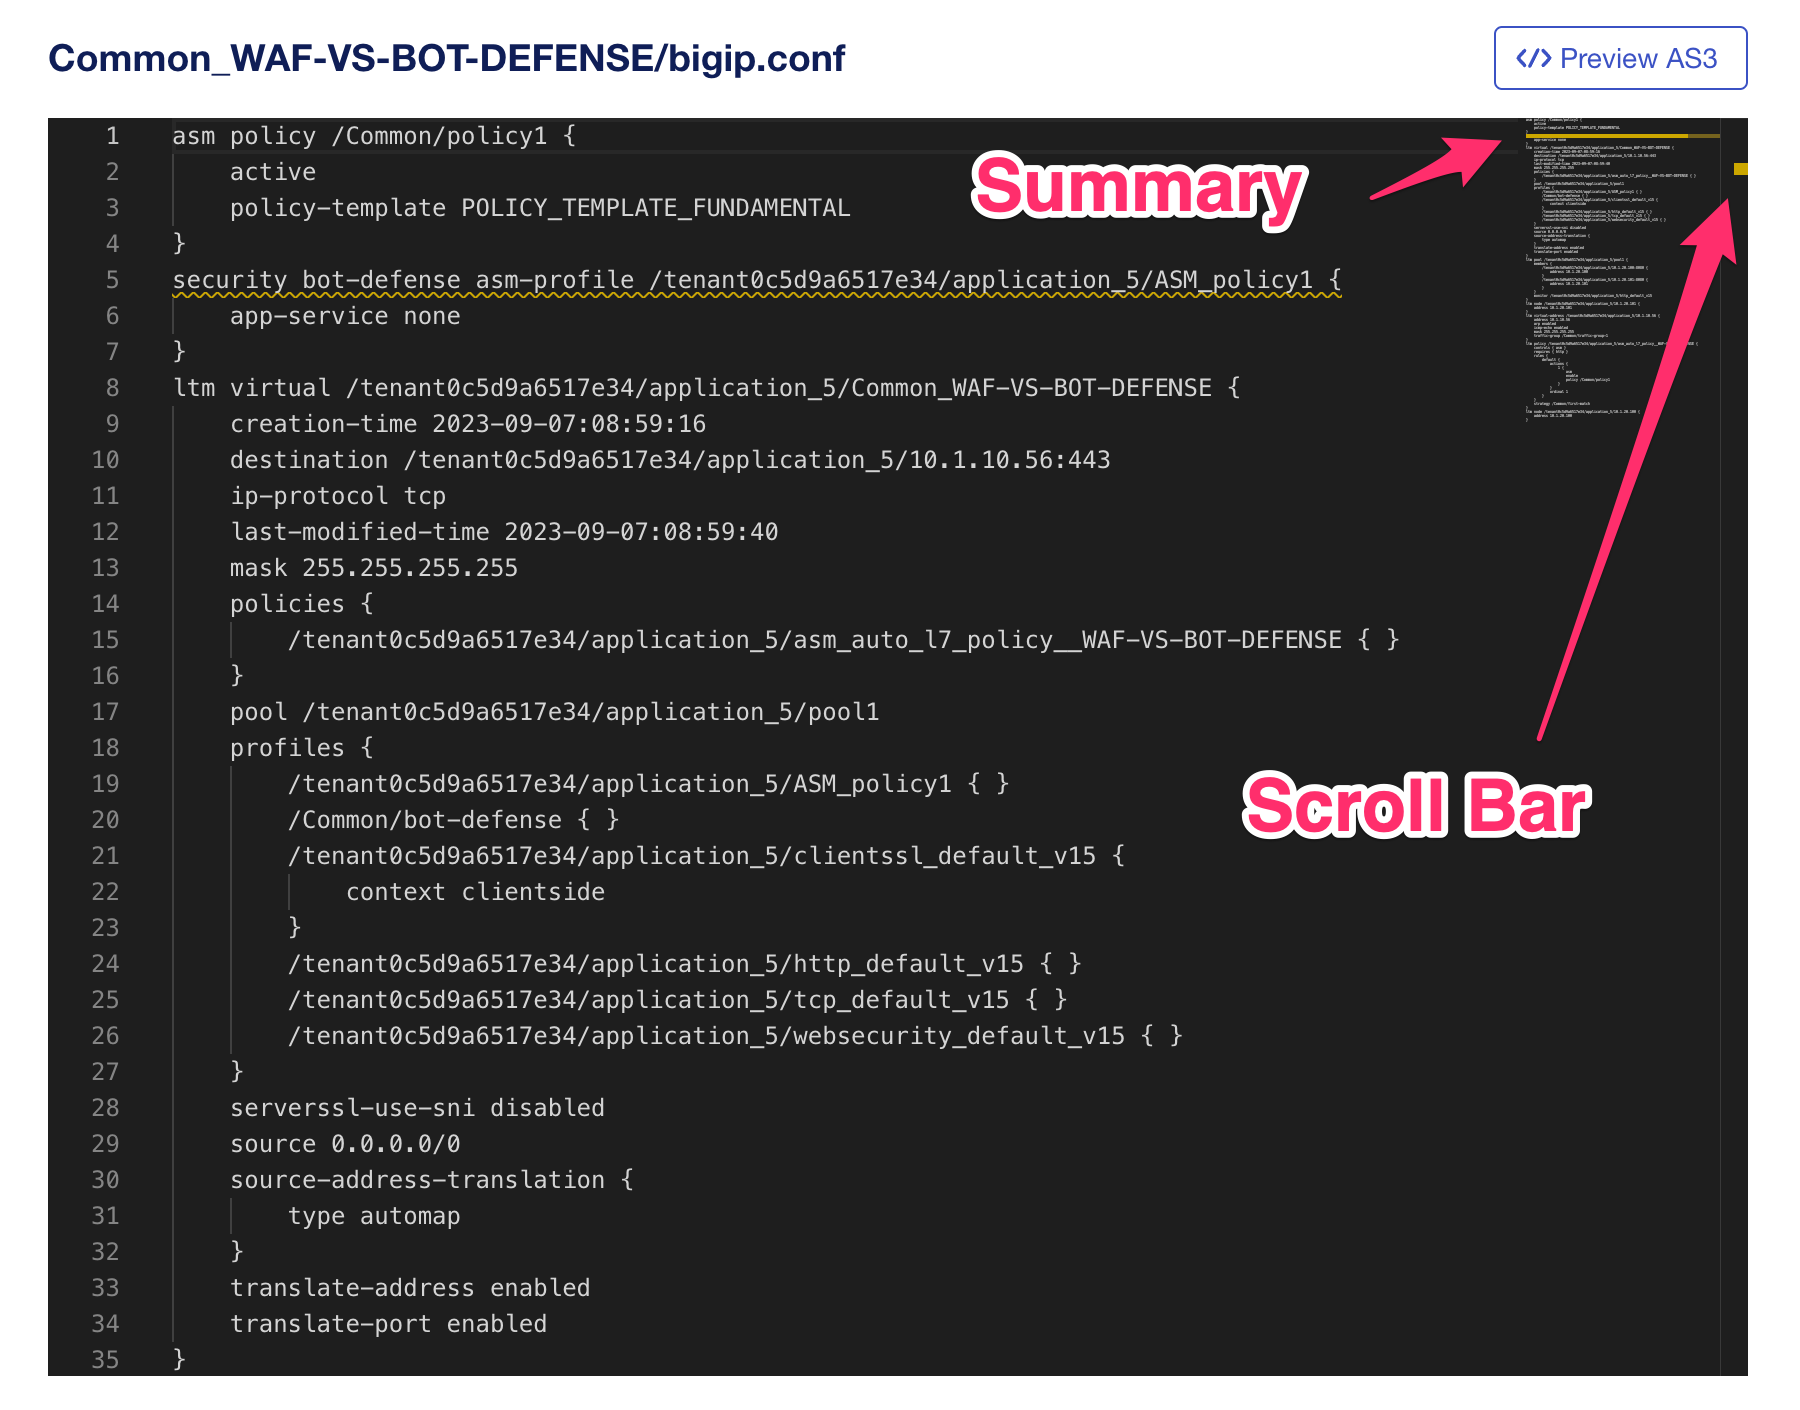 Common_WAF-VS-BOT-DEFENSE/bigip.conf
</> Preview AS3
1 asm policy /Common/policy1 {
2 active
3 policy-template POLICY_TEMPLATE_FUNDAMENTAL
4 }
5 security bot-defense asm-profile /tenant0c5d9a6517e34/application_5/ASM_policy1 {
6 app-service none
7 }
8 ltm virtual /tenant0c5d9a6517e34/application_5/Common_WAF-VS-BOT-DEFENSE {
9 creation-time 2023-09-07:08:59:16
10 destination /tenant0c5d9a6517e34/application_5/10.1.10.56:443
11 ip-protocol tcp
12 last-modified-time 2023-09-07:08:59:40
13 mask 255.255.255.255
14 policies {
15 /tenant0c5d9a6517e34/application_5/asm_auto_l7_policy__WAF-VS-BOT-DEFENSE { }
16 }
17 pool /tenant0c5d9a6517e34/application_5/pool1
18 profiles {
19 /tenant0c5d9a6517e34/application_5/ASM_policy1 { }
20 /Common/bot-defense { }
21 /tenant0c5d9a6517e34/application_5/clientssl_default_v15 {
22 context clientside
23 }
24 /tenant0c5d9a6517e34/application_5/http_default_v15 { }
25 /tenant0c5d9a6517e34/application_5/tcp_default_v15 { }
26 /tenant0c5d9a6517e34/application_5/websecurity_default_v15 { }
27 }
28 serverssl-use-sni disabled
29 source 0.0.0.0/0
30 source-address-translation {
31 type automap
32 }
33 translate-address enabled
34 translate-port enabled
35 }
Summary
Scroll Bar